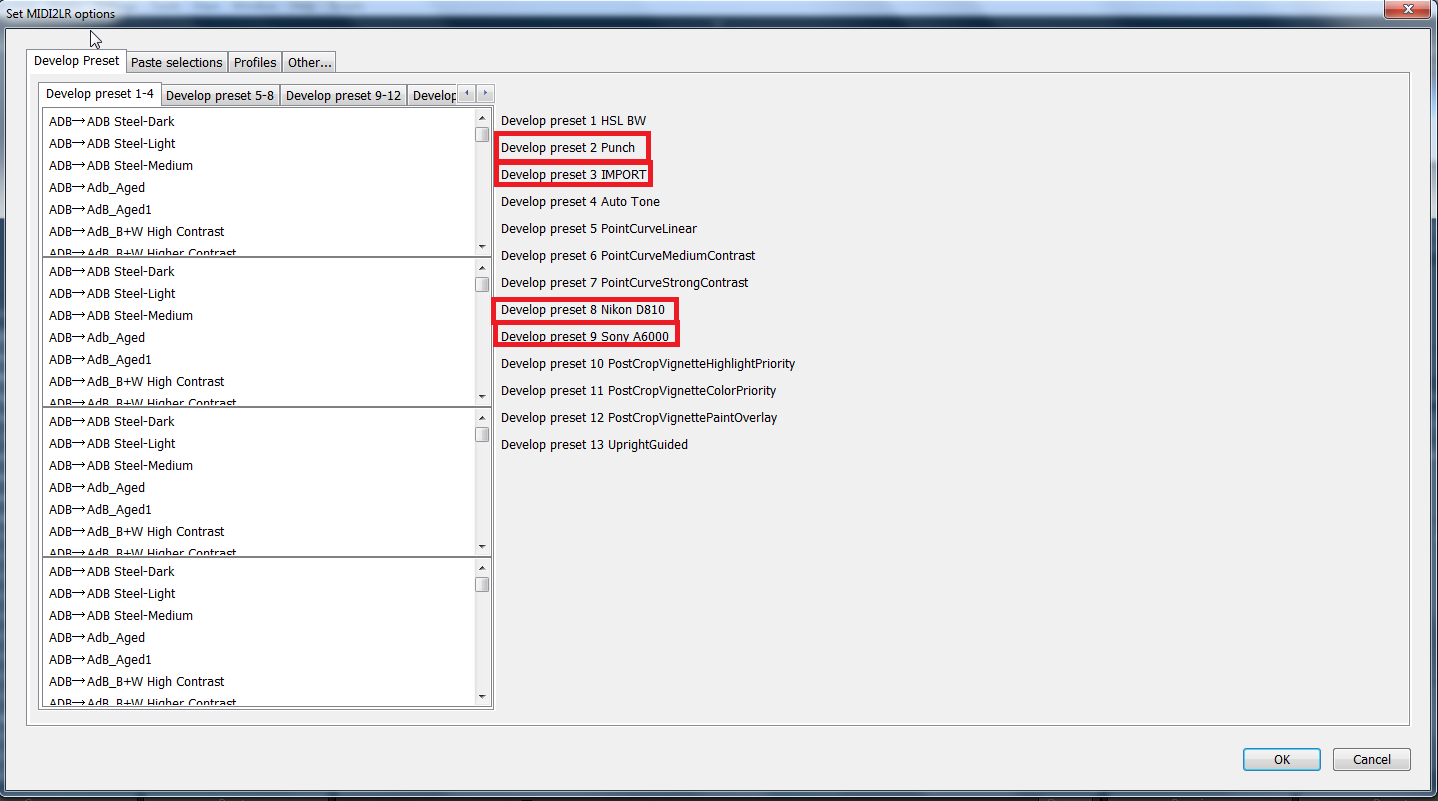 Set MIDI2LR options
Develop Preset
Paste selections
Profiles
Other...
Develop preset 1-4
Develop preset 5-8
Develop preset 9-12
Develop
ADB→ADB Steel-Dark
ADB→ADB Steel-Light
ADB→ADB Steel-Medium
ADB→Adb_Aged
ADB→AdB_Aged1
ADB→AdB_B+W High Contrast
ADB→AdB_B+W Higher Contrast
ADB→ADB Steel-Dark
ADB→ADB Steel-Light
ADB→ADB Steel-Medium
ADB→Adb_Aged
ADB→AdB_Aged1
ADB→AdB_B+W High Contrast
ADB→AdB_B+W Higher Contrast
ADB→ADB Steel-Dark
ADB→ADB Steel-Light
ADB→ADB Steel-Medium
ADB→Adb_Aged
ADB→AdB_Aged1
ADB→AdB_B+W High Contrast
ADB→AdB_B+W Higher Contrast
ADB→ADB Steel-Dark
ADB→ADB Steel-Light
ADB→ADB Steel-Medium
ADB→Adb_Aged
ADB→AdB_Aged1
ADB→AdB_B+W High Contrast
ADB→AdB_B+W Higher Contrast
Develop preset 1 HSL BW
Develop preset 2 Punch
Develop preset 3 IMPORT
Develop preset 4 Auto Tone
Develop preset 5 PointCurveLinear
Develop preset 6 PointCurveMediumContrast
Develop preset 7 PointCurveStrongContrast
Develop preset 8 Nikon D810
Develop preset 9 Sony A6000
Develop preset 10 PostCropVignetteHighlightPriority
Develop preset 11 PostCropVignetteColorPriority
Develop preset 12 PostCropVignettePaintOverlay
Develop preset 13 UprightGuided
OK
Cancel